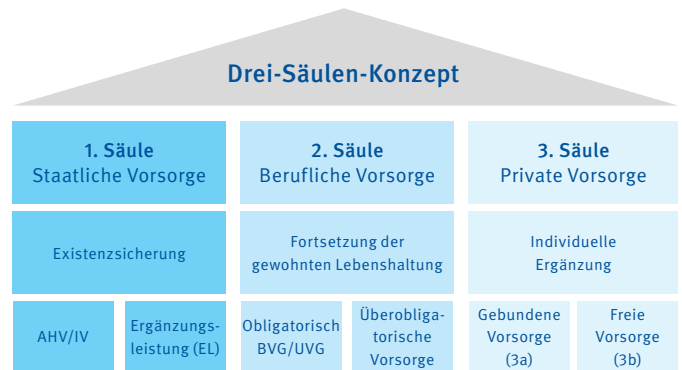 Drei-Säulen-Konzept
1. Säule
Staatliche Vorsorge
2. Säule
Berufliche Vorsorge
3. Säule
Private Vorsorge
Existenzsicherung
Fortsetzung der
gewohnten Lebenshaltung
Individuelle
Ergänzung
AHV/IV
Ergänzungs-
leistung (EL)
Obligatorisch
BVG/UVG
Überobliga-
torische
Vorsorge
Gebundene
Vorsorge
(3a)
Freie
Vorsorge
(3b)